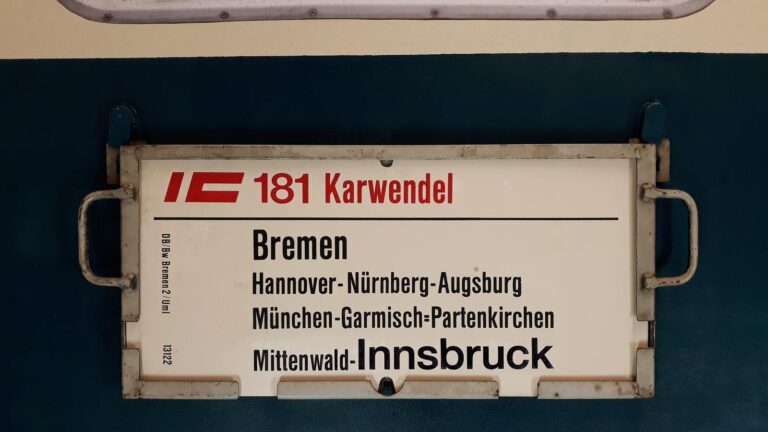 IC 181 Karwendel
Bremen
Hannover-Nürnberg-Augsburg
München-Garmisch=Partenkirchen
Mittenwald-Innsbruck
DB/Bw Bremen 2/Uml
13122